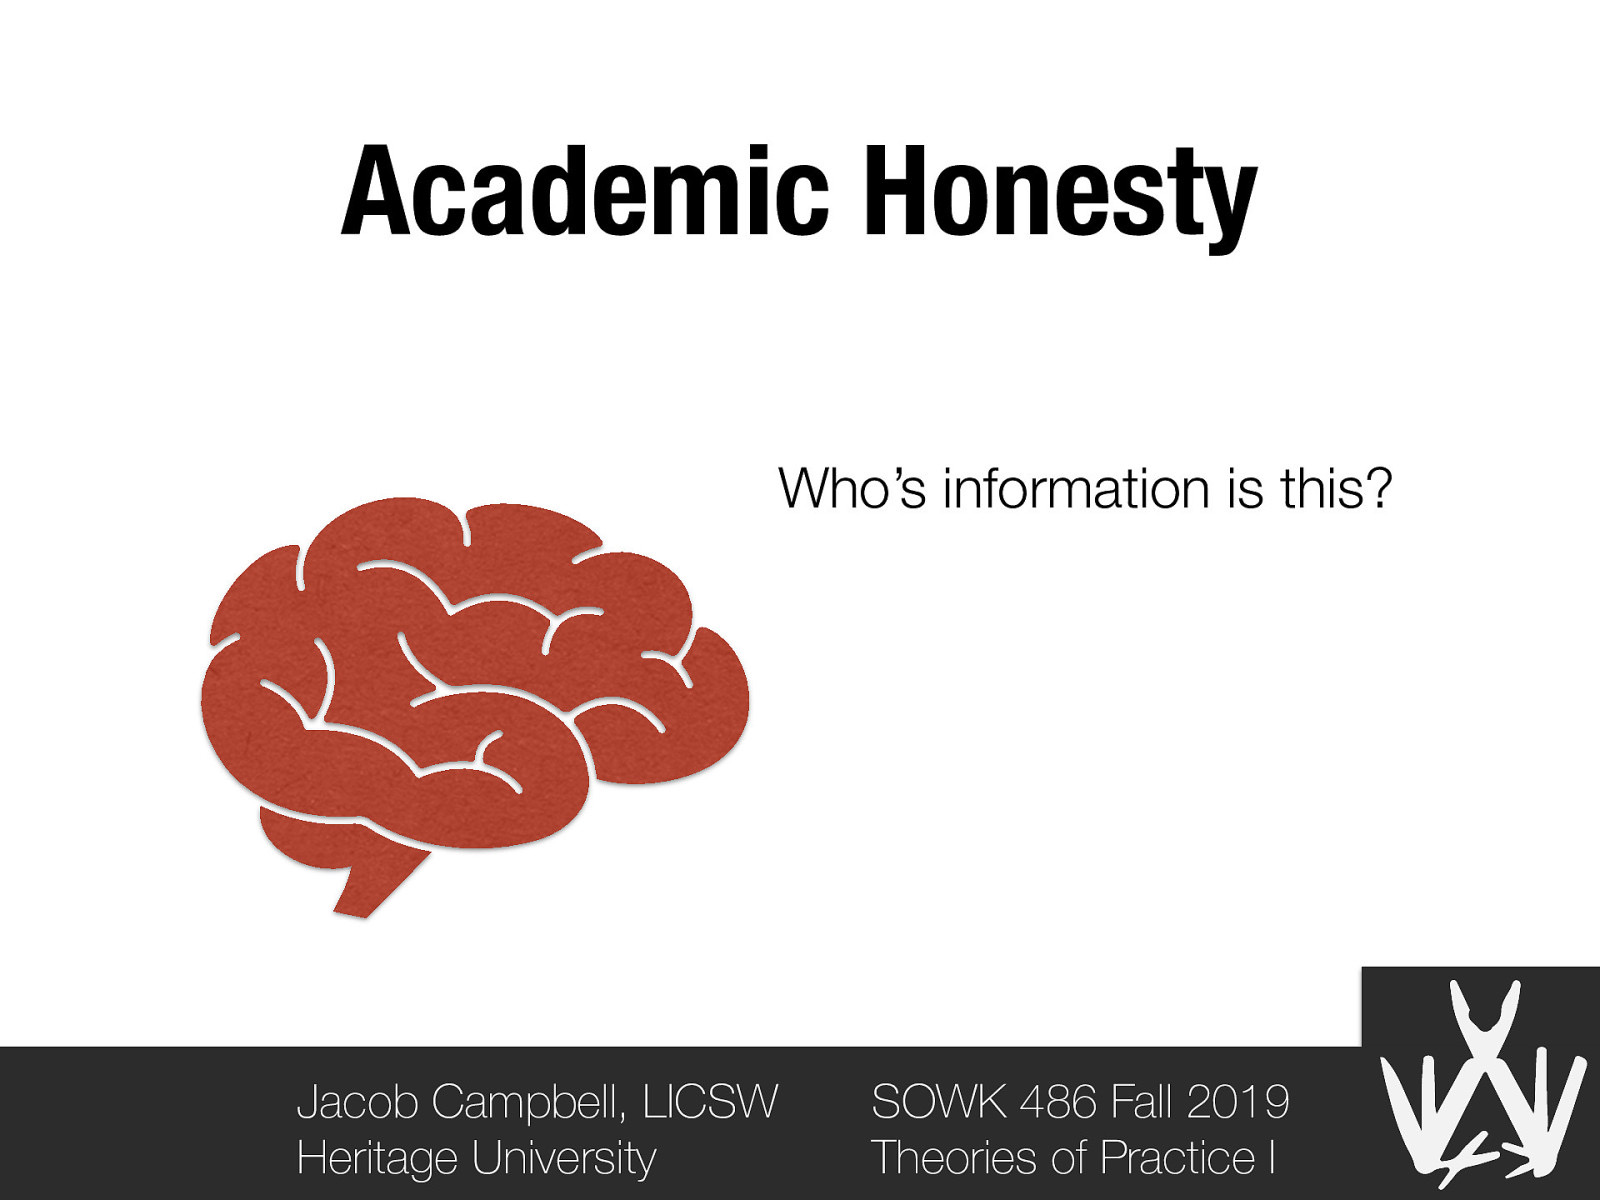 Academic Honesty
Who’s information is this?
Jacob Campbell, LICSW
Heritage University
SOWK 486 Fall 2019
Theories of Practice I